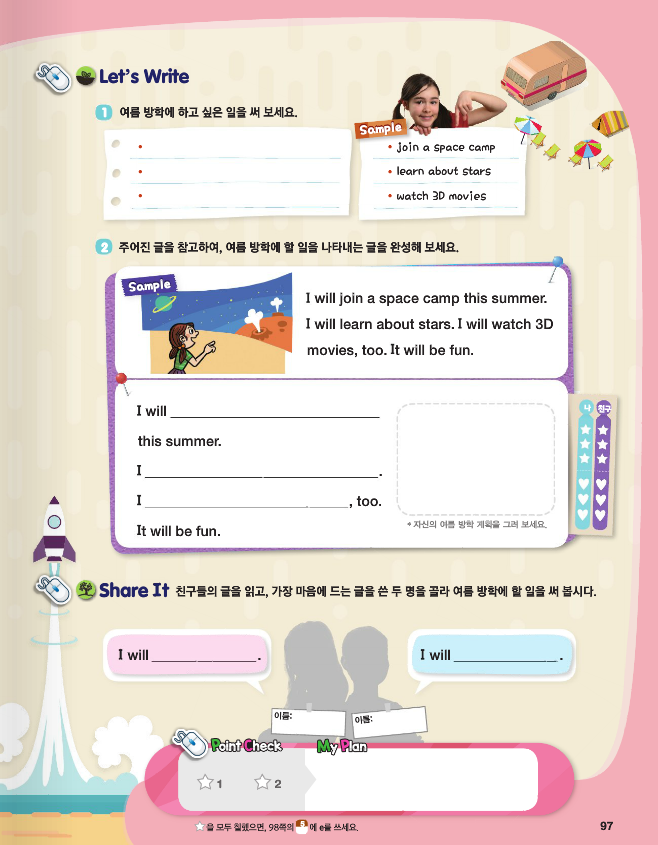 Let's Write
1 여름 방학에 하고 싶은 일을 써 보세요.
Sample
• join a space camp
• learn about stars
• watch 3D movies
2 주어진 글을 참고하여, 여름 방학에 할 일을 나타내는 글을 완성해 보세요.
Sample
I will join a space camp this summer.
I will learn about stars. I will watch 3D
movies, too. It will be fun.
I will
this summer.
I .
I , too.
It will be fun.
* 자신의 여름 방학 계획을 그려 보세요.
나 친구
Share It 친구들의 글을 읽고, 가장 마음에 드는 글을 쓴 두 명을 골라 여름 방학에 할 일을 써 봅시다.
I will .
I will .
이름:
이름:
Point Check
My Plan
1 2
을 모두 칠했으면, 98쪽의 5 에 e를 쓰세요.
97